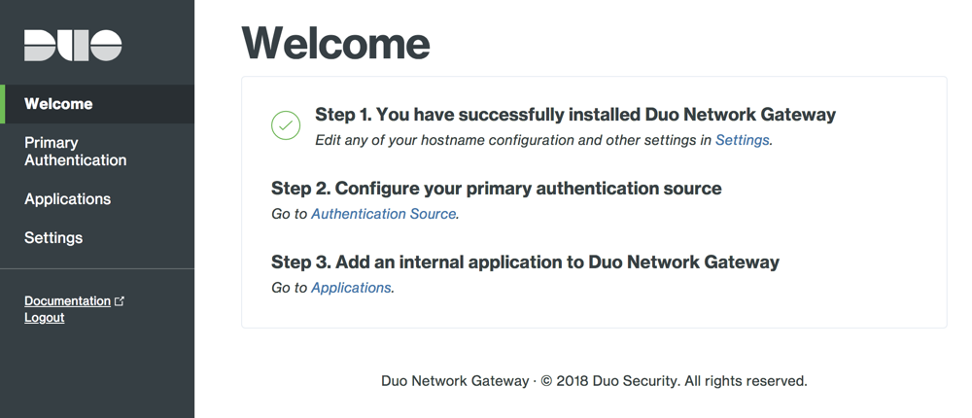 DUO
Welcome
Primary
Authentication
Applications
Settings
Documentation
Logout
Welcome
Step 1. You have successfully installed Duo Network Gateway
Edit any of your hostname configuration and other settings in Settings.
Step 2. Configure your primary authentication source
Go to Authentication Source.
Step 3. Add an internal application to Duo Network Gateway
Go to Applications.
Duo Network Gateway · © 2018 Duo Security. All rights reserved.